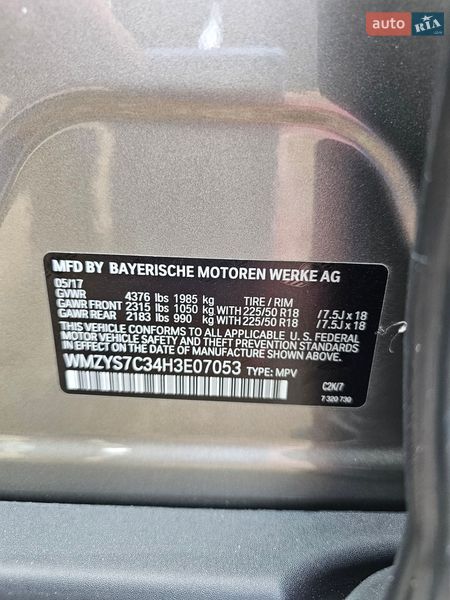 auto RIA
.com
MFD BY BAYERISCHE MOTOREN WERKE AG
05/17
GVWR 4376 lbs 1985 kg TIRE / RIM
GAWR FRONT 2315 lbs 1050 kg WITH 225/50 R18 /7.5J x 18
GAWR REAR 2183 lbs 990 kg WITH 225/50 R18 /7.5J x 18
THIS VEHICLE CONFORMS TO ALL APPLICABLE U. S. FEDERAL
MOTOR VEHICLE SAFETY AND THEFT PREVENTION STANDARDS IN
EFFECT ON THE DATE OF MANUFACTURE SHOWN ABOVE.
WMZYS7C34H3E07053 TYPE: MPV
C2K/7
7 320 730